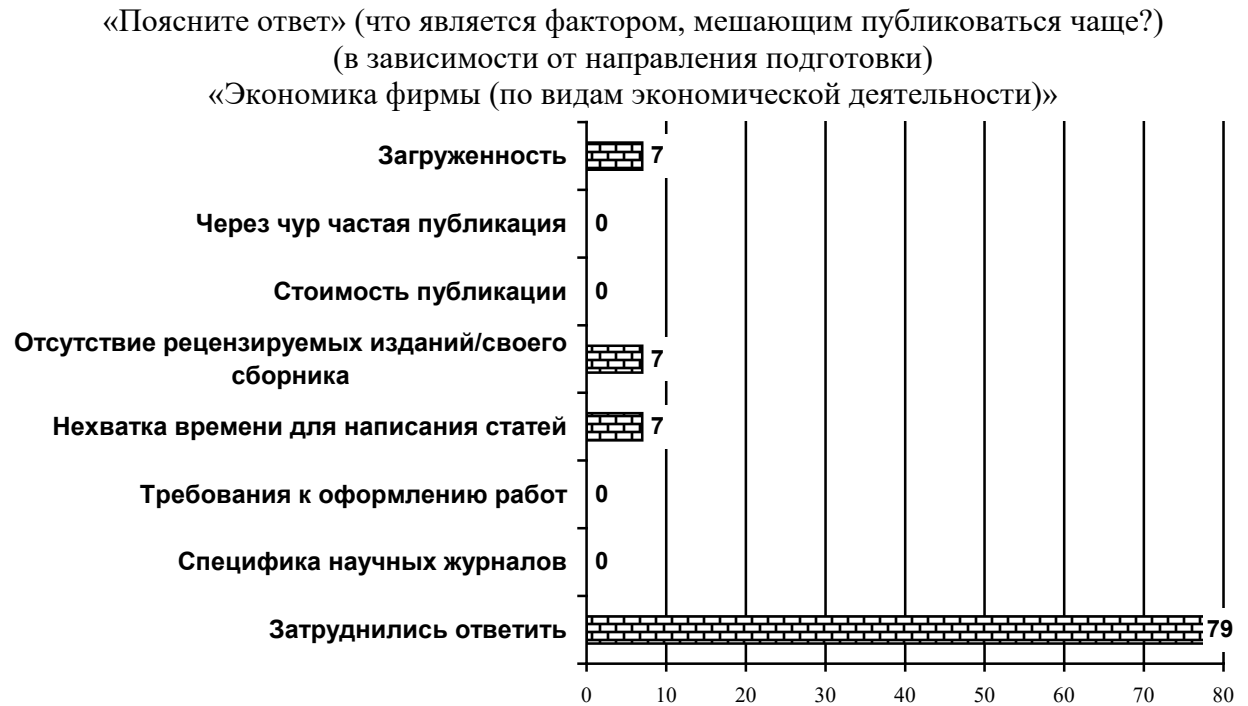 «Поясните ответ» (что является фактором, мешающим публиковаться чаще?)
(в зависимости от направления подготовки)
«Экономика фирмы (по видам экономической деятельности)»
Загруженность 7
Через чур частая публикация 0
Стоимость публикации 0
Отсутствие рецензируемых изданий/своего
сборника 7
Нехватка времени для написания статей 7
Требования к оформлению работ 0
Специфика научных журналов 0
Затруднились ответить 79
0 10 20 30 40 50 60 70 80